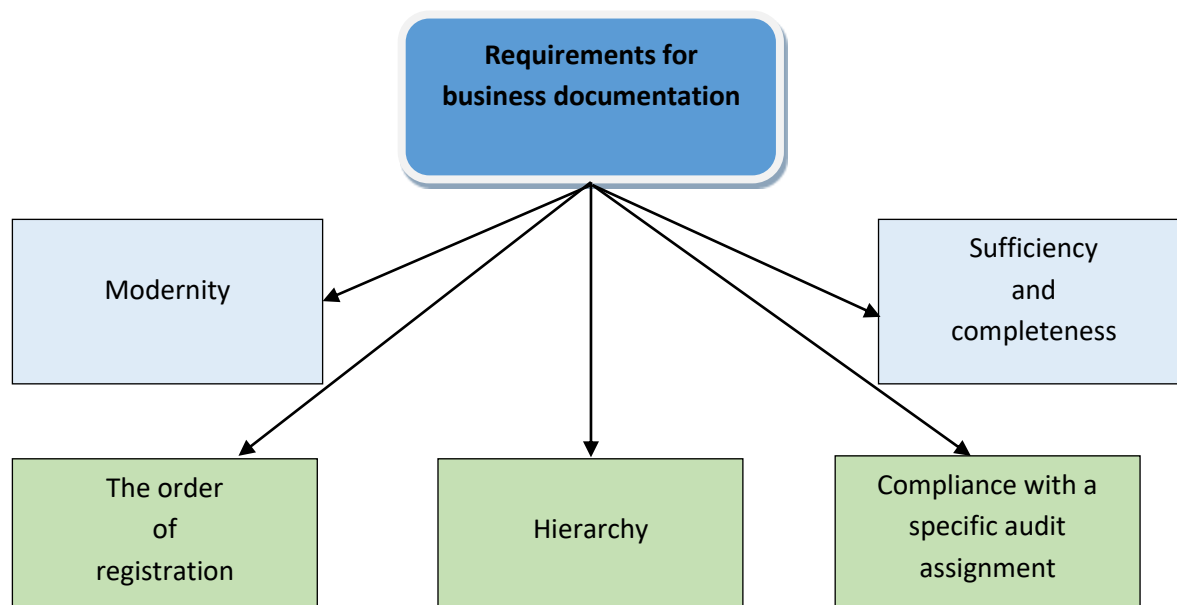 Requirements for
business documentation
Modernity
Sufficiency
and
completeness
The order
of
registration
Hierarchy
Compliance with a
specific audit
assignment